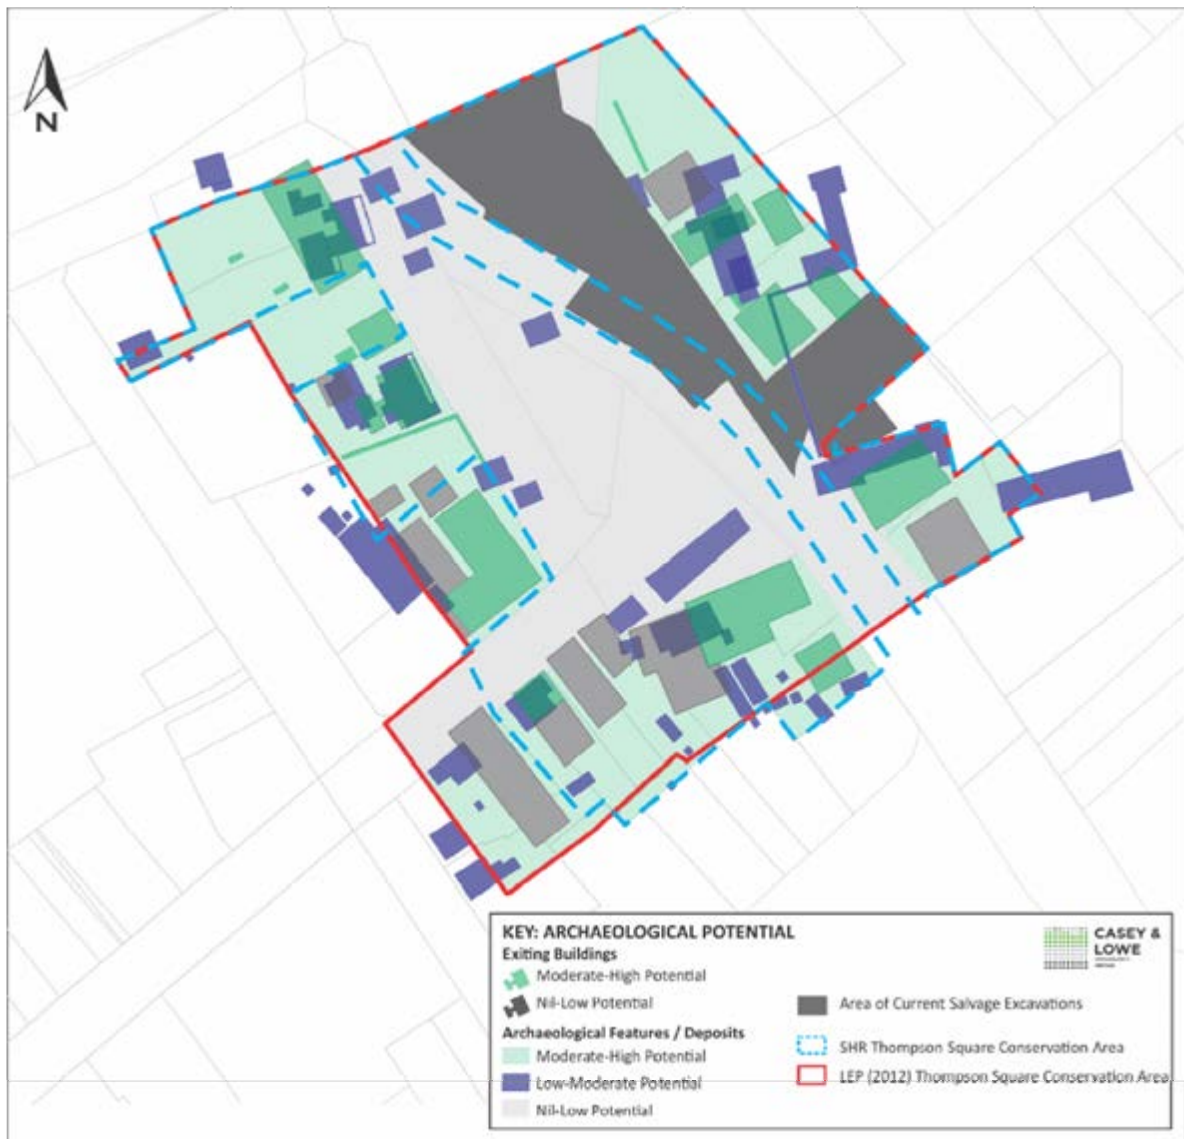 N
KEY: ARCHAEOLOGICAL POTENTIAL
Exiting Buildings
Moderate-High Potential
Nil-Low Potential
Archaeological Features / Deposits
Moderate-High Potential
Low-Moderate Potential
Nil-Low Potential
CASEY &
LOWE
Area of Current Salvage Excavations
SHR Thompson Square Conservation Area
LEP (2012) Thompson Square Conservation Area